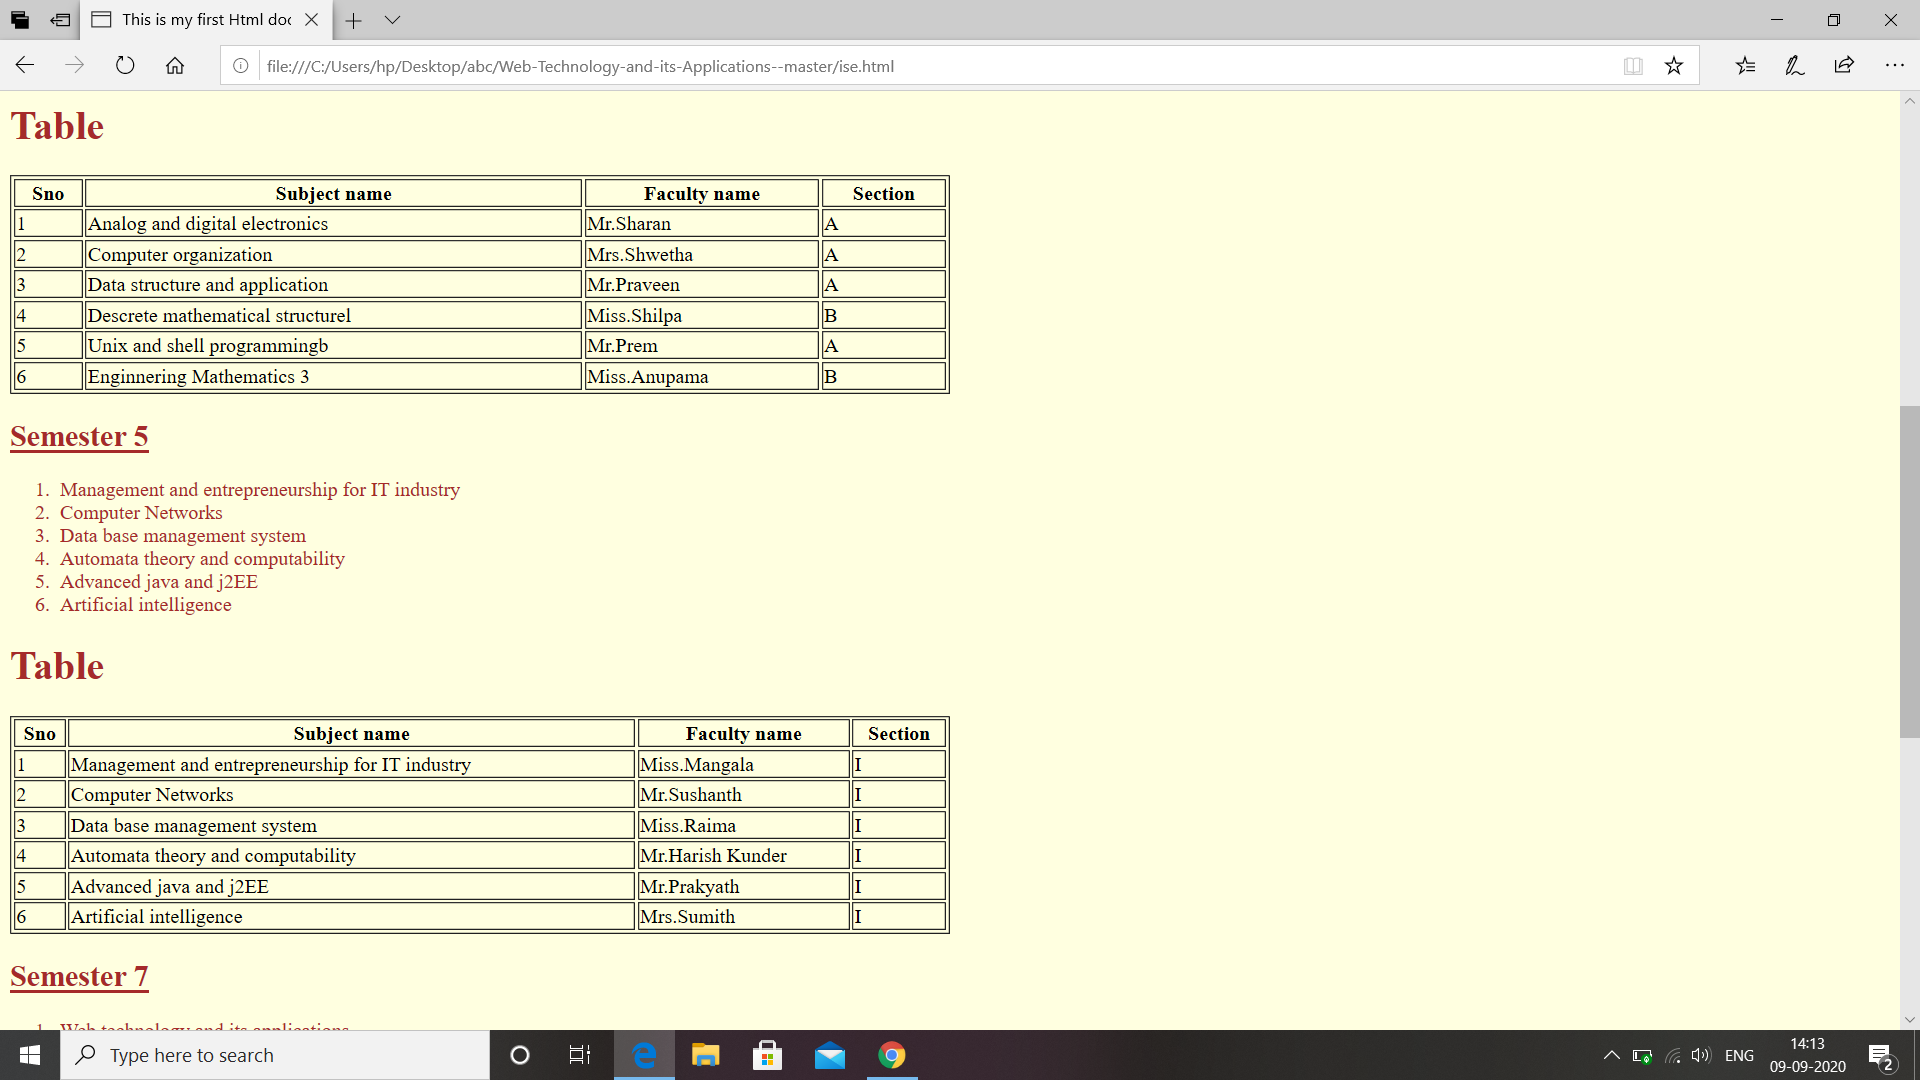 This is my first Html doc
file:///C:/Users/hp/Desktop/abc/Web-Technology-and-its-Applications--master/ise.html
Table
Sno Subject name Faculty name Section
1 Analog and digital electronics Mr.Sharan A
2 Computer organization Mrs.Shwetha A
3 Data structure and application Mr.Praveen A
4 Descrete mathematical structurel Miss.Shilpa B
5 Unix and shell programmingb Mr.Prem A
6 Enginnering Mathematics 3 Miss.Anupama B
Semester 5
1. Management and entrepreneurship for IT industry
2. Computer Networks
3. Data base management system
4. Automata theory and computability
5. Advanced java and j2EE
6. Artificial intelligence
Table
Sno Subject name Faculty name Section
1 Management and entrepreneurship for IT industry Miss.Mangala I
2 Computer Networks Mr.Sushanth I
3 Data base management system Miss.Raima I
4 Automata theory and computability Mr.Harish Kunder I
5 Advanced java and j2EE Mr.Prakyath I
6 Artificial intelligence Mrs.Sumith I
Semester 7
1. Web technology and its applications
Type here to search
ENG
14:13
09-09-2020
2